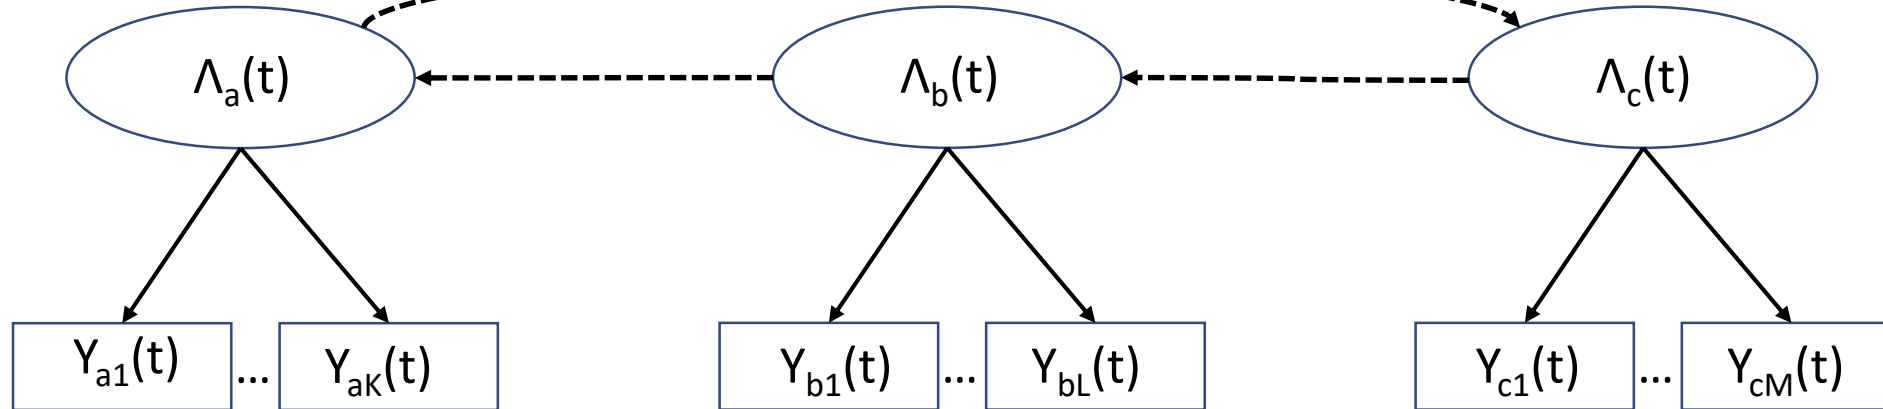 Λa(t) Λb(t) Λc(t)
Ya1(t) ... YaK(t) Yb1(t) ... YbL(t) Yc1(t) ... YcM(t)